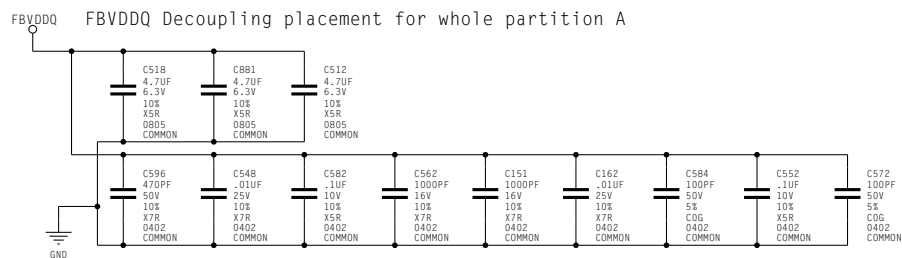 FBVDDQ
FBVDDQ Decoupling placement for whole partition A
C518
4.7UF
6.3V
10%
X5R
0805
COMMON
C881
4.7UF
6.3V
10%
X5R
0805
COMMON
C512
4.7UF
6.3V
10%
X5R
0805
COMMON
C596
470PF
50V
10%
X7R
0402
COMMON
C548
.01UF
25V
10%
X7R
0402
COMMON
C582
.1UF
10V
10%
X5R
0402
COMMON
C562
1000PF
16V
10%
X7R
0402
COMMON
C151
1000PF
16V
10%
X7R
0402
COMMON
C162
.01UF
25V
10%
X7R
0402
COMMON
C584
100PF
50V
5%
COG
0402
COMMON
C552
.1UF
10V
10%
X5R
0402
COMMON
C572
100PF
50V
5%
COG
0402
COMMON
GND